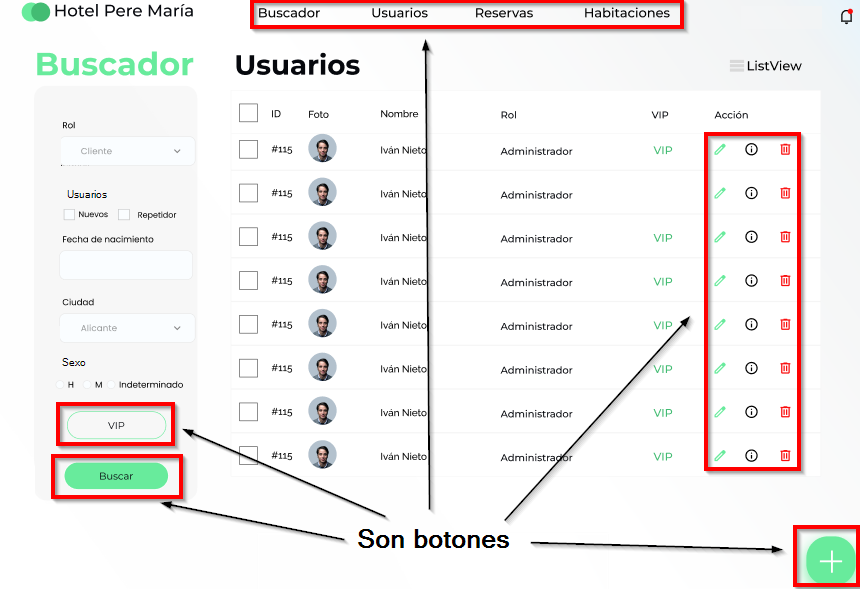 Hotel Pere María
Buscador Usuarios Reservas Habitaciones
Buscador
Usuarios
ListView
Rol
Cliente
Usuarios
Nuevos Repetidor
Fecha de nacimiento
Ciudad
Alicante
Sexo
H M Indeterminado
VIP
Buscar
ID Foto Nombre Rol VIP Acción
#115 Iván Nieto Administrador VIP
#115 Iván Nieto Administrador
#115 Iván Nieto Administrador VIP
#115 Iván Nieto Administrador VIP
#115 Iván Nieto Administrador VIP
#115 Iván Nieto Administrador VIP
#115 Iván Nieto Administrador VIP
#115 Iván Nieto Administrador VIP
Son botones